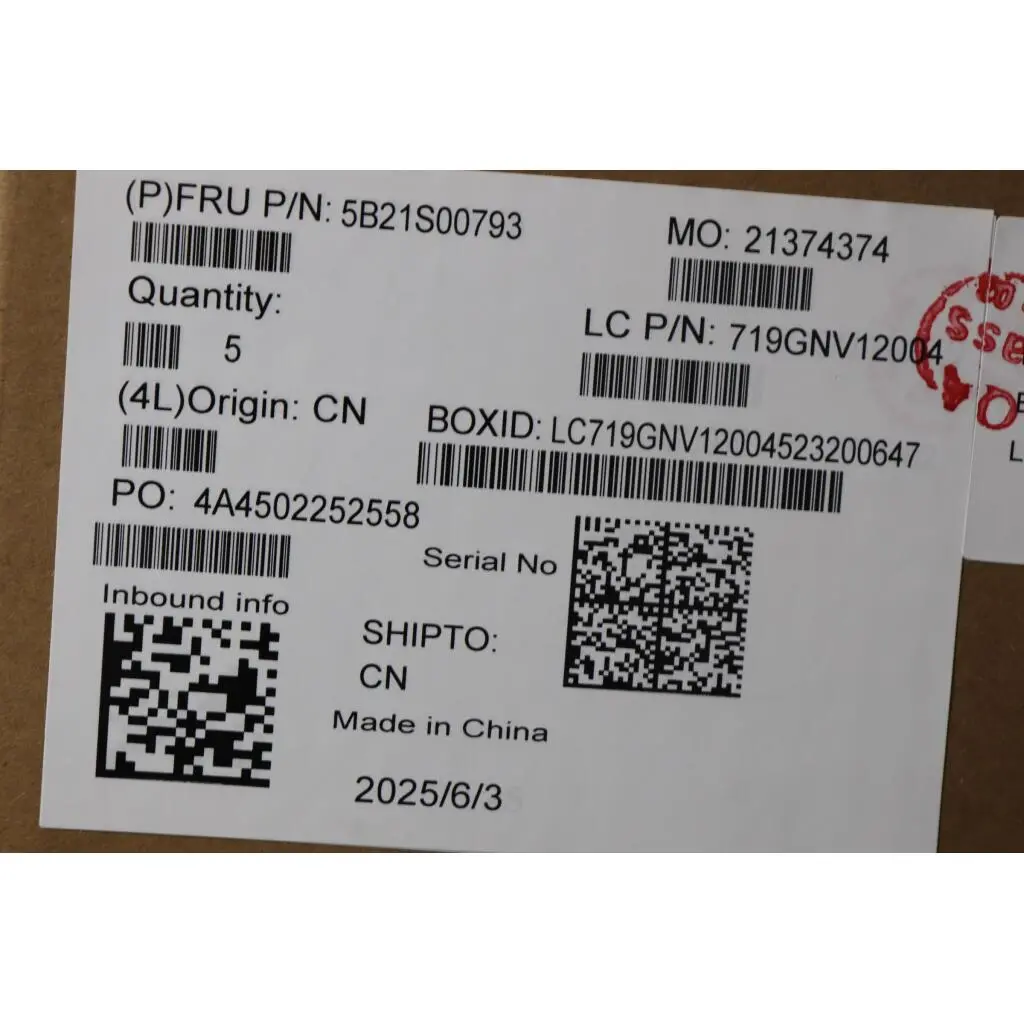 (P)FRU P/N: 5B21S00793
MO: 21374374
Quantity:
5
LC P/N: 719GNV12004
(4L)Origin: CN
BOXID: LC719GNV12004523200647
PO: 4A4502252558
Serial No
Inbound info
SHIPTO:
CN
Made in China
2025/6/3